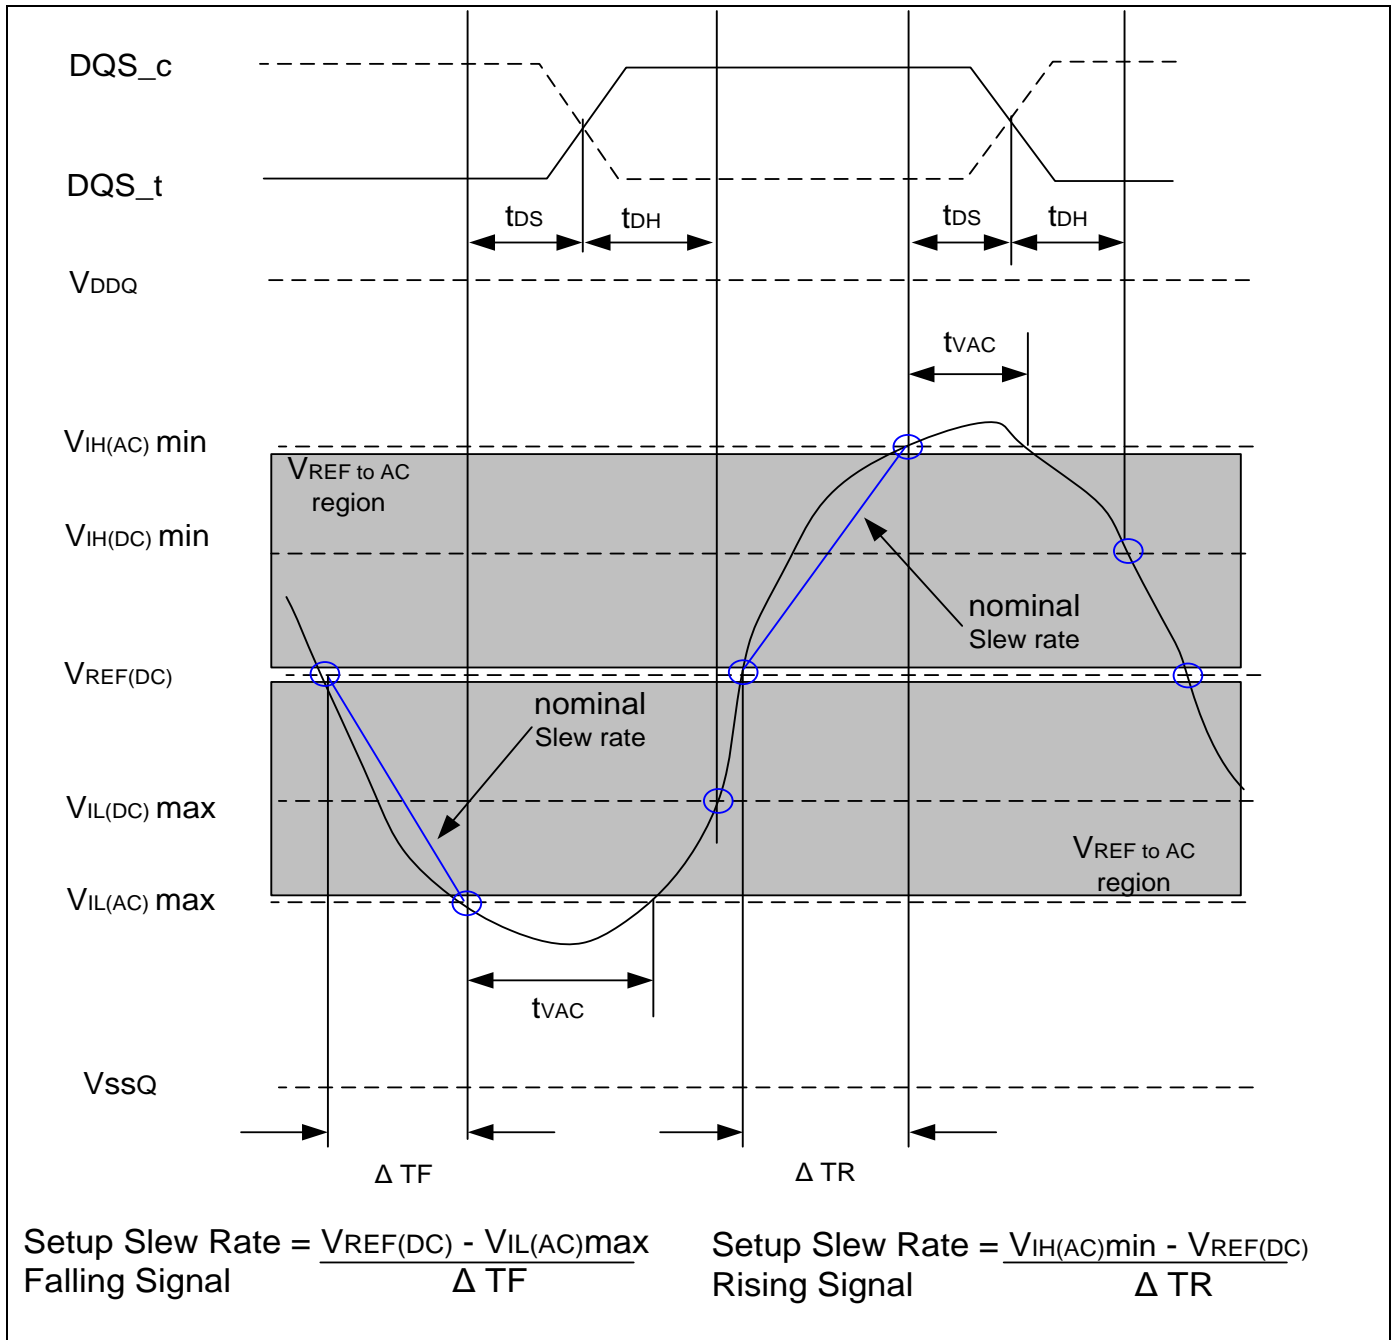 DQS_c
DQS_t
tDS tDH tDS tDH
VDDQ
tVAC
VIH(AC) min
VREF to AC
region
VIH(DC) min
nominal
Slew rate
VREF(DC)
nominal
Slew rate
VIL(DC) max
VREF to AC
region
VIL(AC) max
tVAC
VssQ
Δ TF Δ TR
Setup Slew Rate = VREF(DC) - VIL(AC)max
Falling Signal Δ TF
Setup Slew Rate = VIH(AC)min - VREF(DC)
Rising Signal Δ TR